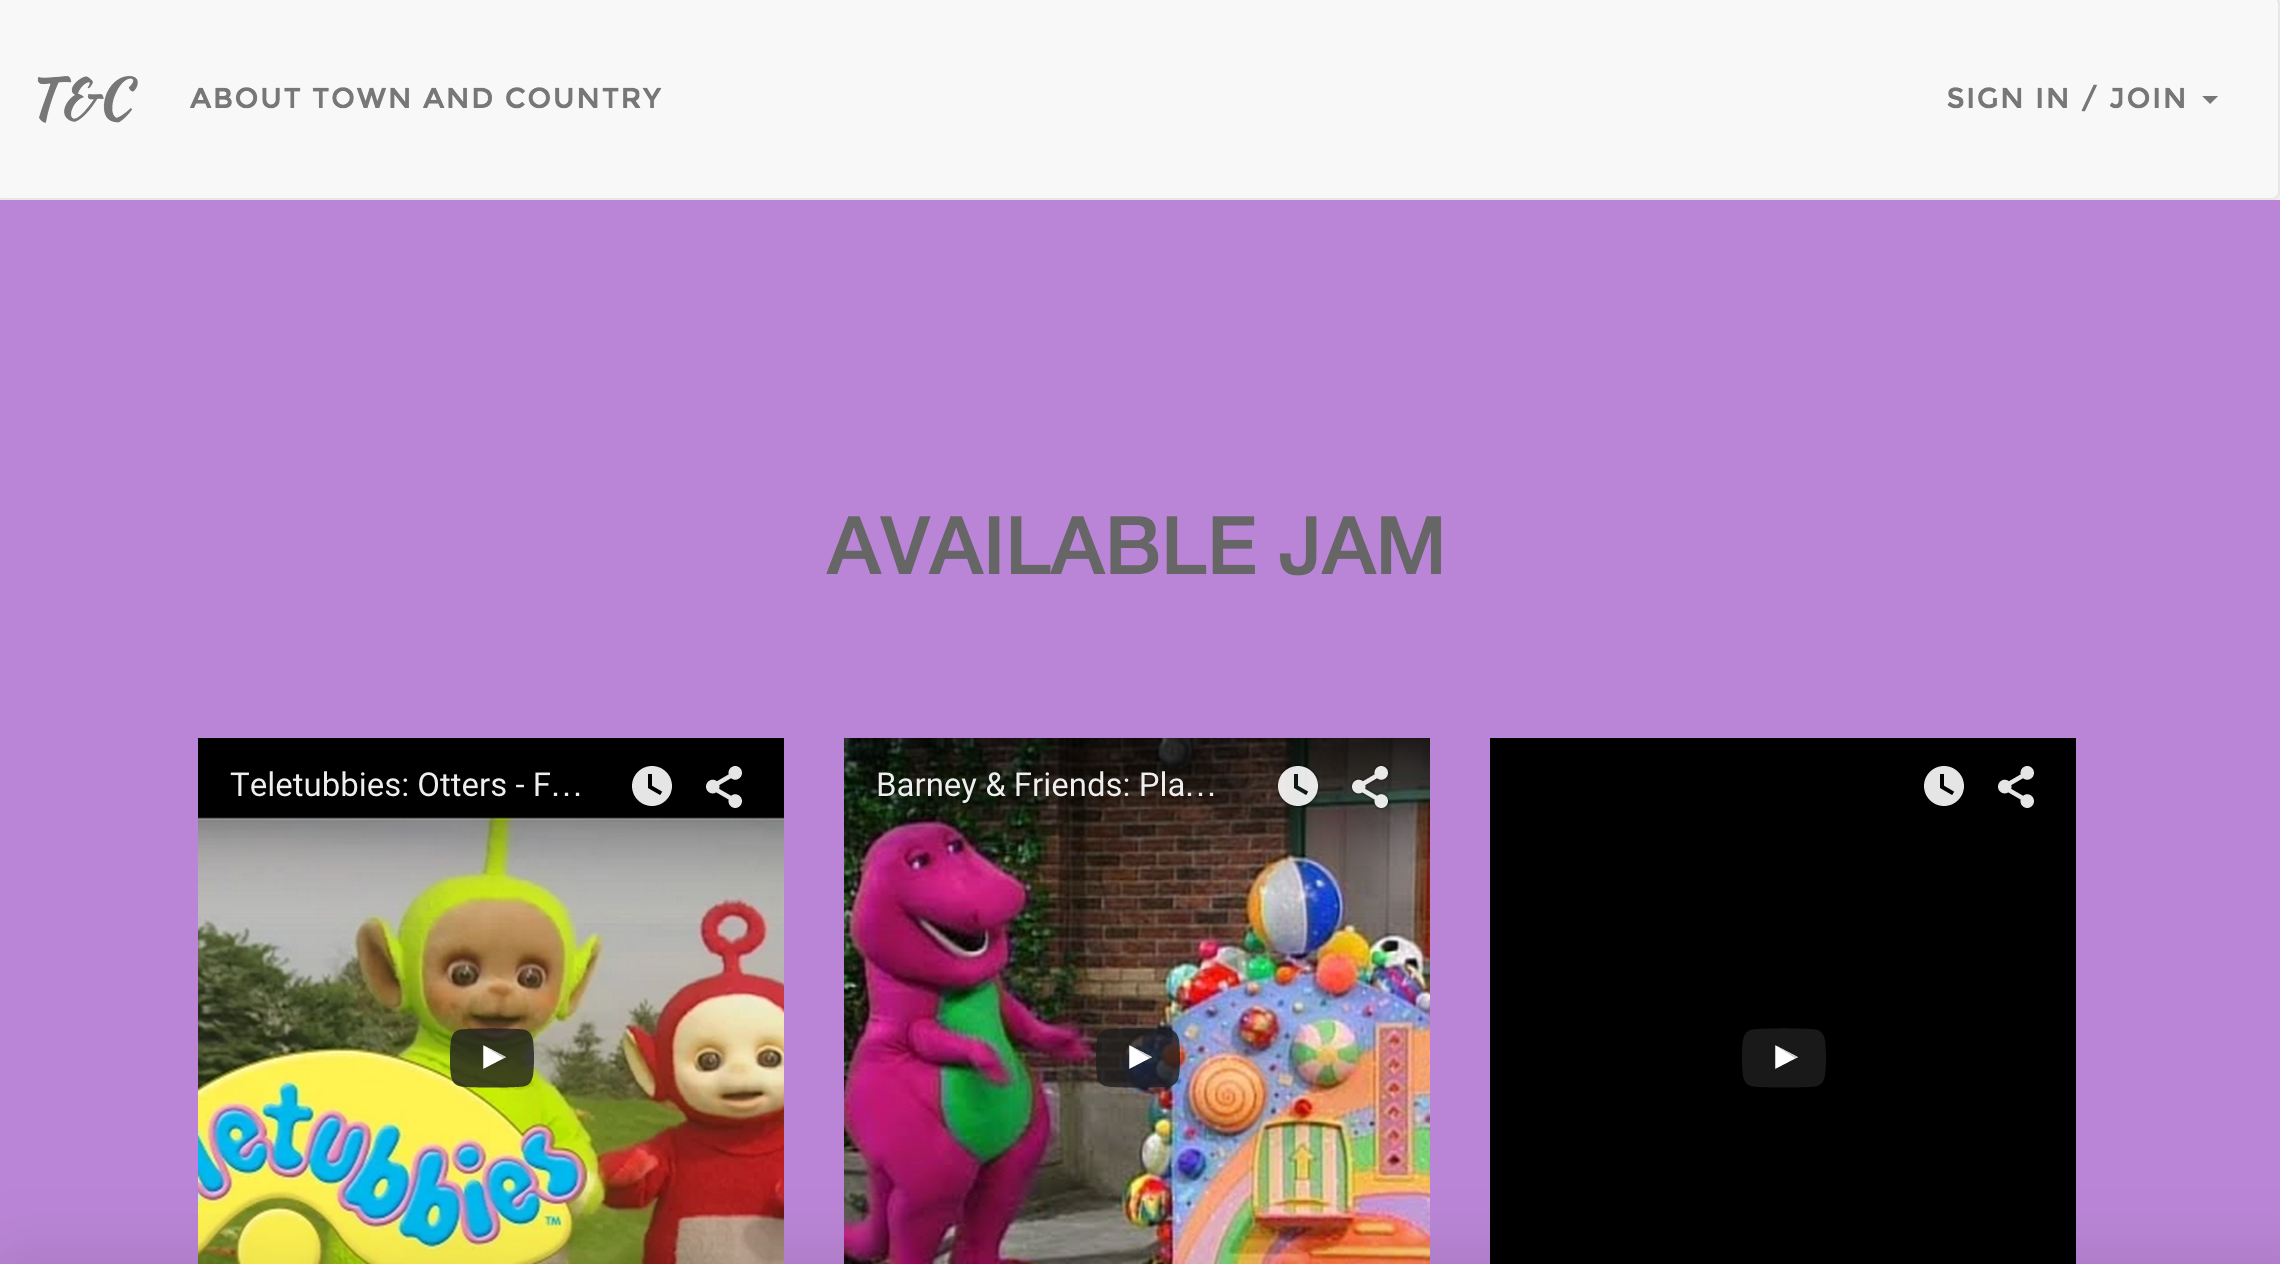 T&C
ABOUT TOWN AND COUNTRY
SIGN IN / JOIN
AVAILABLE JAM
Teletubbies: Otters - F...
Barney & Friends: Pla...
letubbies™